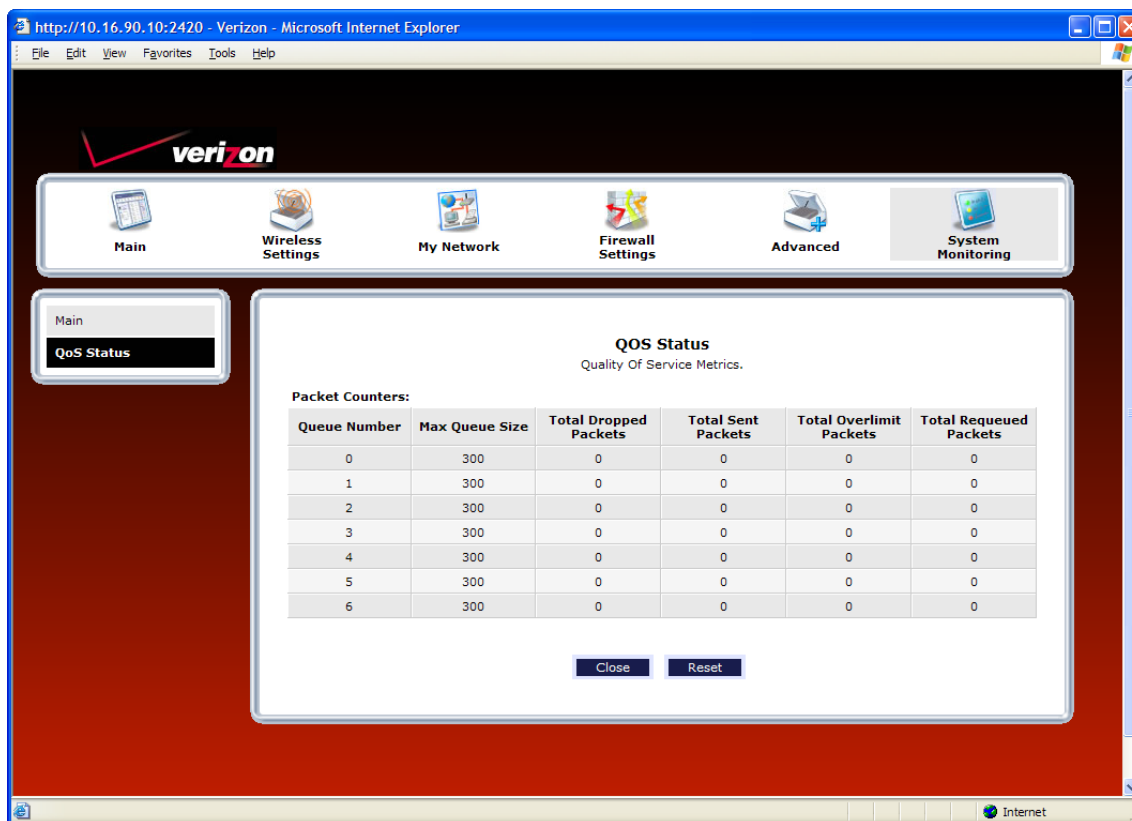 http://10.16.90.10:2420 - Verizon - Microsoft Internet Explorer
File Edit View Favorites Tools Help
verizon
Main
Wireless Settings
My Network
Firewall Settings
Advanced
System Monitoring
Main
QoS Status
QOS Status
Quality Of Service Metrics.
Packet Counters:
Queue Number Max Queue Size Total Dropped Packets Total Sent Packets Total Overlimit Packets Total Requeued Packets
0 300 0 0 0 0
1 300 0 0 0 0
2 300 0 0 0 0
3 300 0 0 0 0
4 300 0 0 0 0
5 300 0 0 0 0
6 300 0 0 0 0
Close Reset
Internet